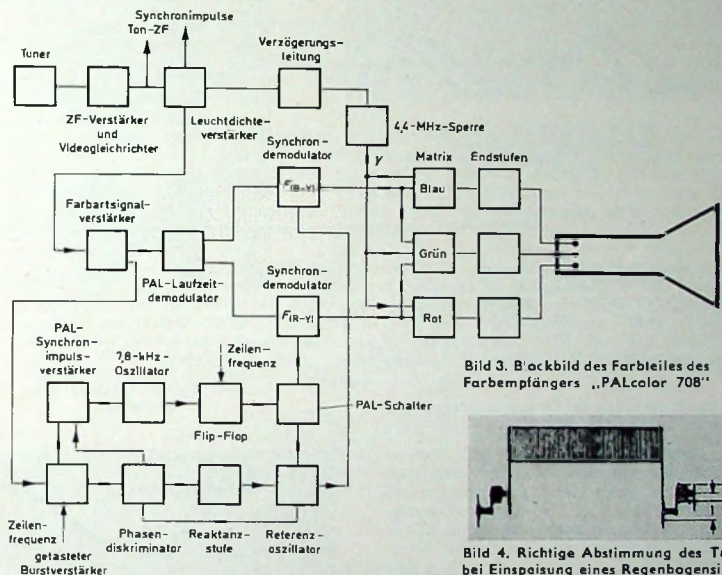 Synchronimpulse
Ton-ZF
Tuner
ZF-Verstärker
und
Videogleichrichter
Leuchtdichte-
verstärker
Verzögerungs-
leitung
4,4-MHz-Sperre
Y
Synchron-
demodulator
F(B-Y)
Matrix
Endstufen
Blau
Farbartsignal-
verstärker
PAL-Laufzeit-
demodulator
Grün
Synchron-
demodulator
F(R-Y)
Rot
PAL-
Synchron-
impuls-
verstärker
7,8-kHz-
Oszillator
Zeilen-
frequenz
Flip-Flop
PAL-Schalter
Zeilen-
frequenz
getasteter
Burstverstärker
Phasen-
diskriminator
Reaktanz-
stufe
Referenz-
oszillator
Bild 3. Blockbild des Farbteiles des
Farbempfängers „PALcolor 708"
Bild 4. Richtige Abstimmung des
bei Einspeisung eines